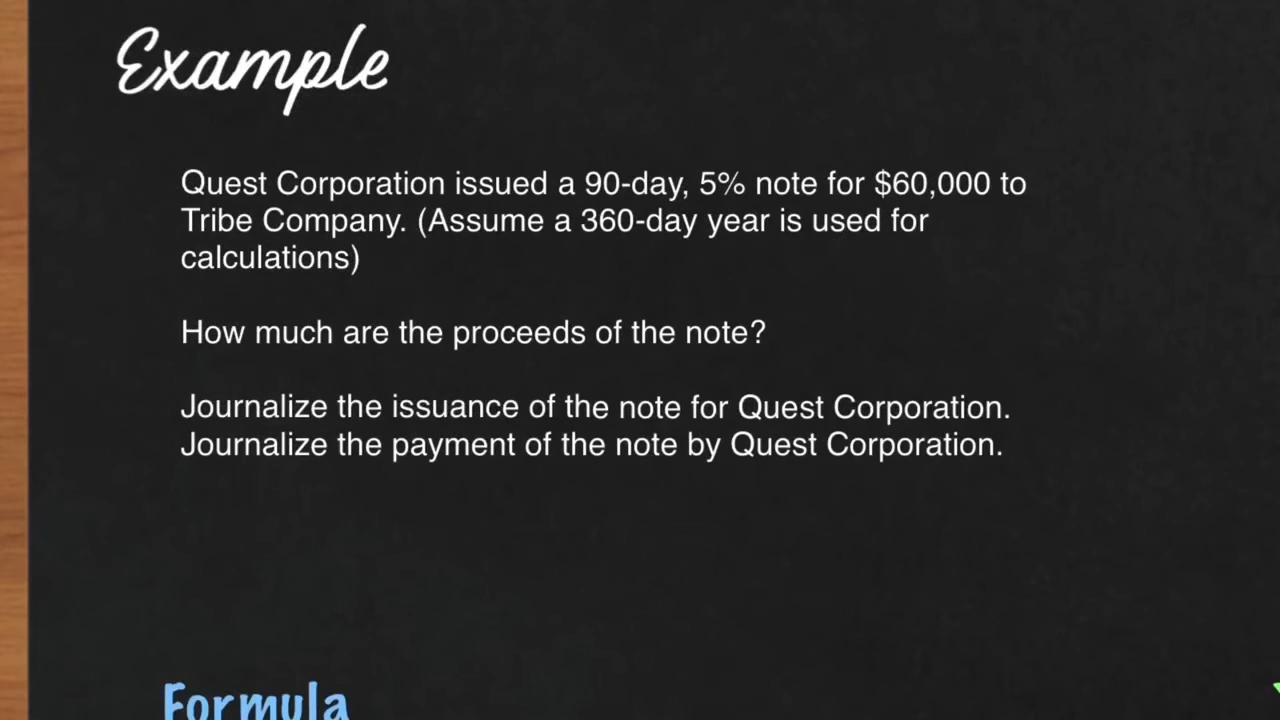 Example
Quest Corporation issued a 90-day, 5% note for $60,000 to
Tribe Company. (Assume a 360-day year is used for
calculations)
How much are the proceeds of the note?
Journalize the issuance of the note for Quest Corporation.
Journalize the payment of the note by Quest Corporation.
Formula